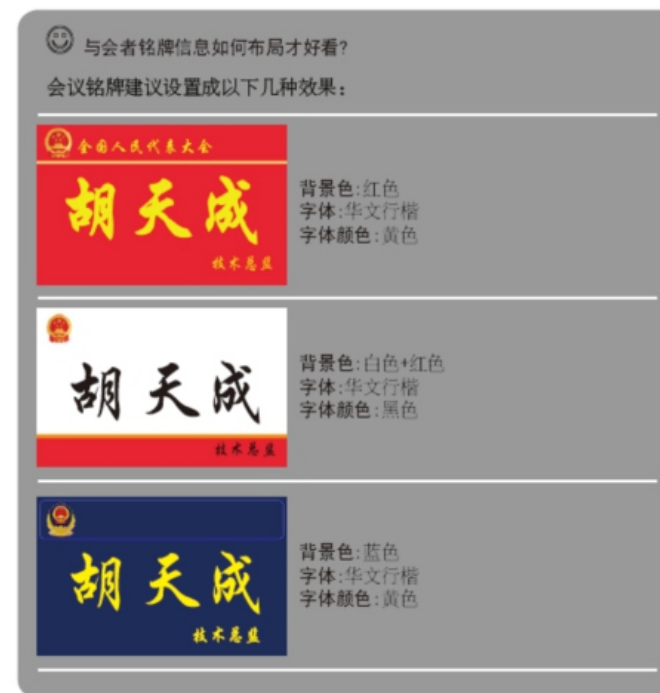 与会者铭牌信息如何布局才好看?
会议铭牌建议设置成以下几种效果:
全国人民代表大会
胡天成
技术总监
背景色:红色
字体:华文行楷
字体颜色:黄色
胡天成
技术总监
背景色:白色+红色
字体:华文行楷
字体颜色:黑色
胡天成
技术总监
背景色:蓝色
字体:华文行楷
字体颜色:黄色